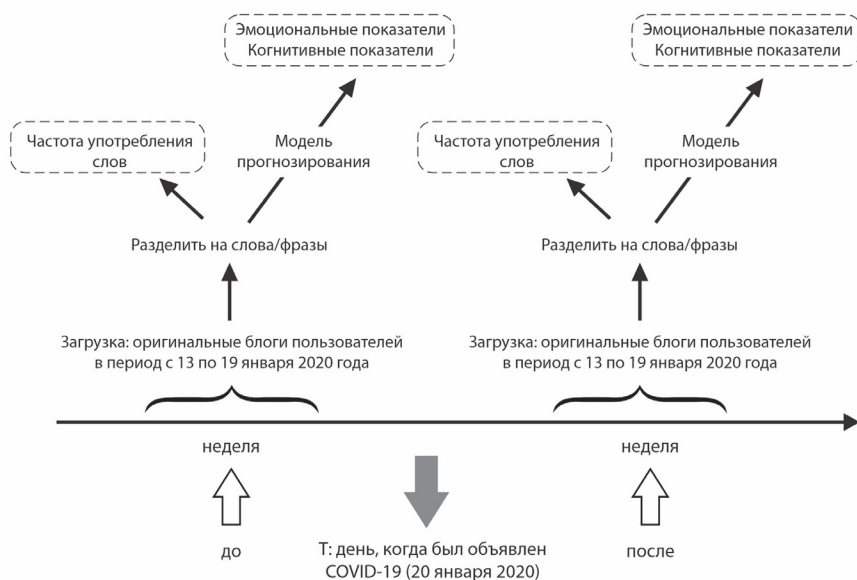 Эмоциональные показатели
Когнитивные показатели
Частота употребления
слов
Модель
прогнозирования
Разделить на слова/фразы
Загрузка: оригинальные блоги пользователей
в период с 13 по 19 января 2020 года
неделя
до
Эмоциональные показатели
Когнитивные показатели
Частота употребления
слов
Модель
прогнозирования
Разделить на слова/фразы
Загрузка: оригинальные блоги пользователей
в период с 13 по 19 января 2020 года
неделя
после
Т: день, когда был объявлен
COVID-19 (20 января 2020)